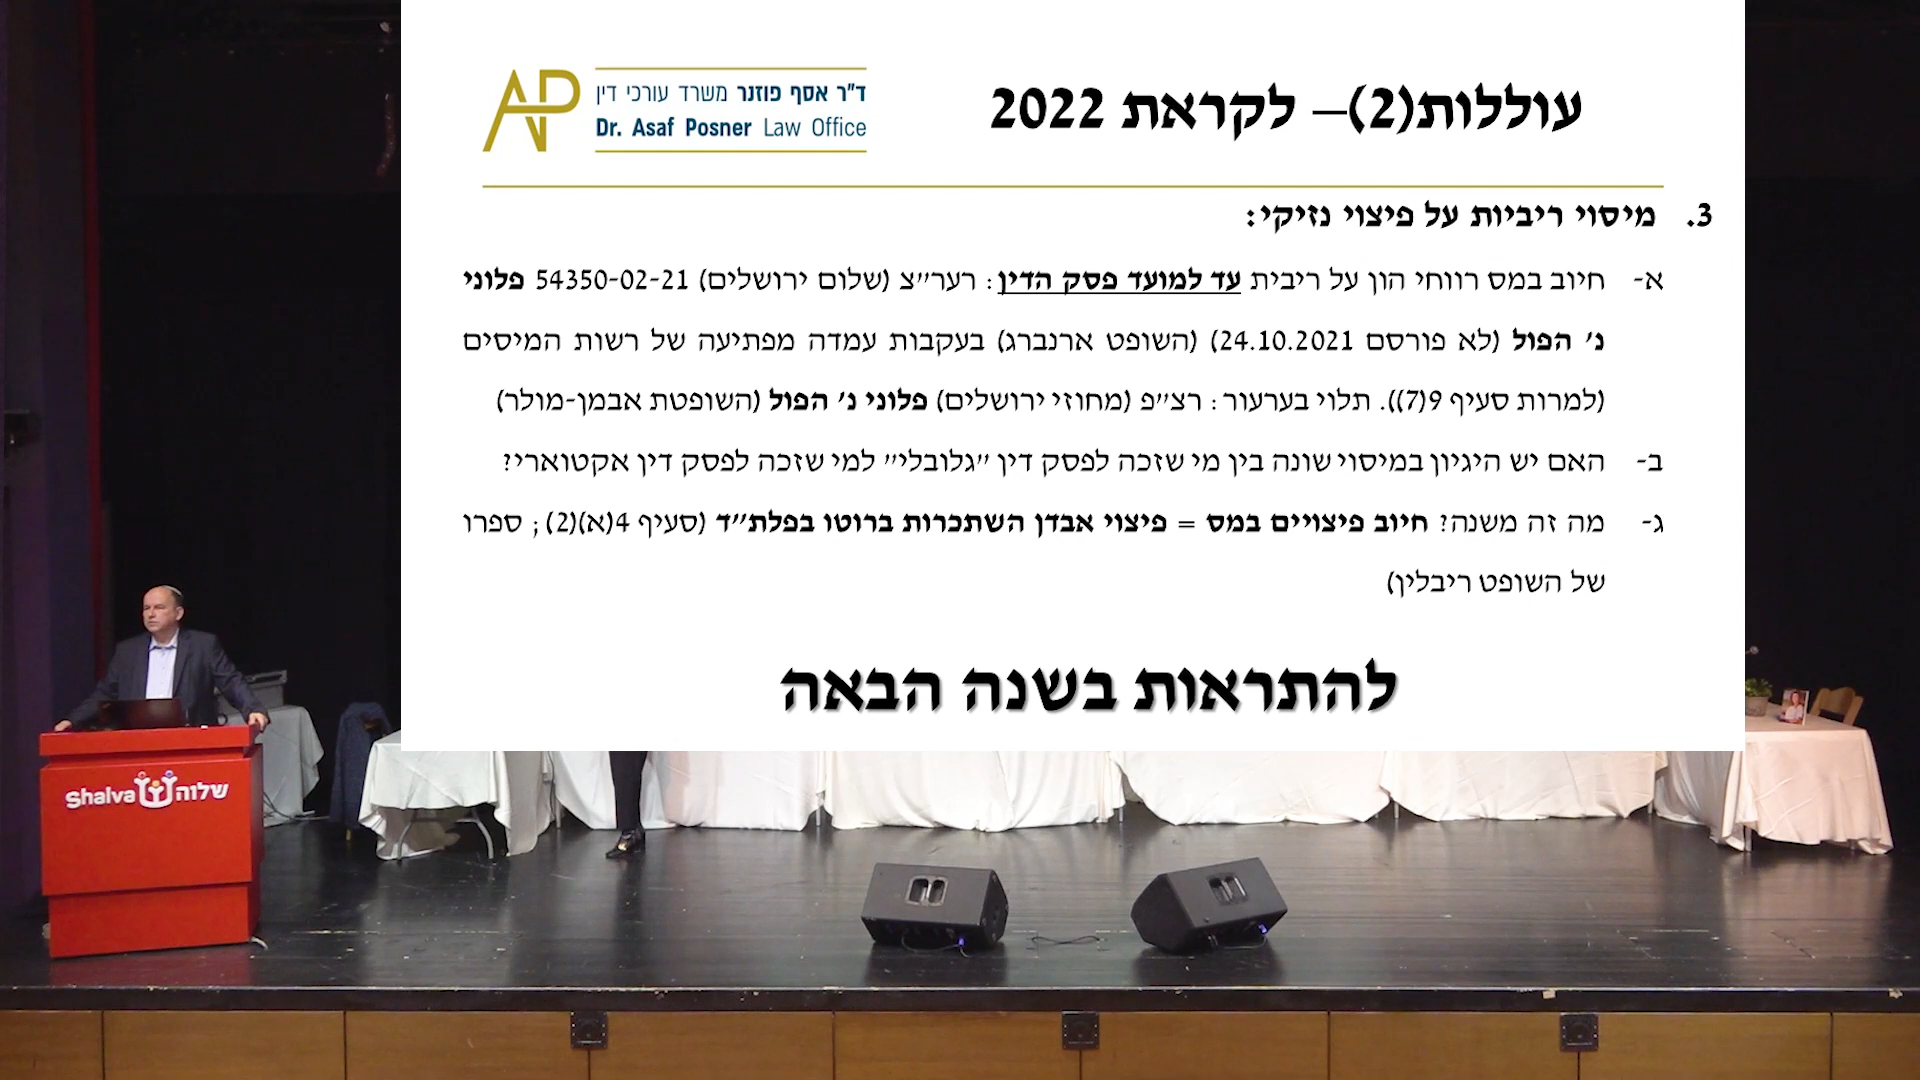 עוללות(2)– לקראת 2022
ד"ר אסף פוזנר משרד עורכי דין
Dr. Asaf Posner Law Office
3. מיסוי ריביות על פיצוי נזיקי:
א- חיוב במס רווחי הון על ריבית עד למועד פסק הדין: רער״צ (שלום ירושלים) 54350-02-21 פלוני
נ׳ הפול (לא פורסם 24.10.2021) (השופט ארנברג) בעקבות עמדה מפתיעה של רשות המיסים
(למרות סעיף 9(7)). תלוי בערעור: רצ״פ (מחוזי ירושלים) פלוני נ׳ הפול (השופטת אבמן-מולר)
ב- האם יש היגיון במיסוי שונה בין מי שזכה לפסק דין ״גלובלי״ למי שזכה לפסק דין אקטוארי?
ג- מה זה משנה? חיוב פיצויים במס = פיצוי אבדן השתכרות ברוטו בפלת״ד (סעיף 4(א)(2); ספרו
של השופט ריבלין)
להתראות בשנה הבאה
Shalva שלוה